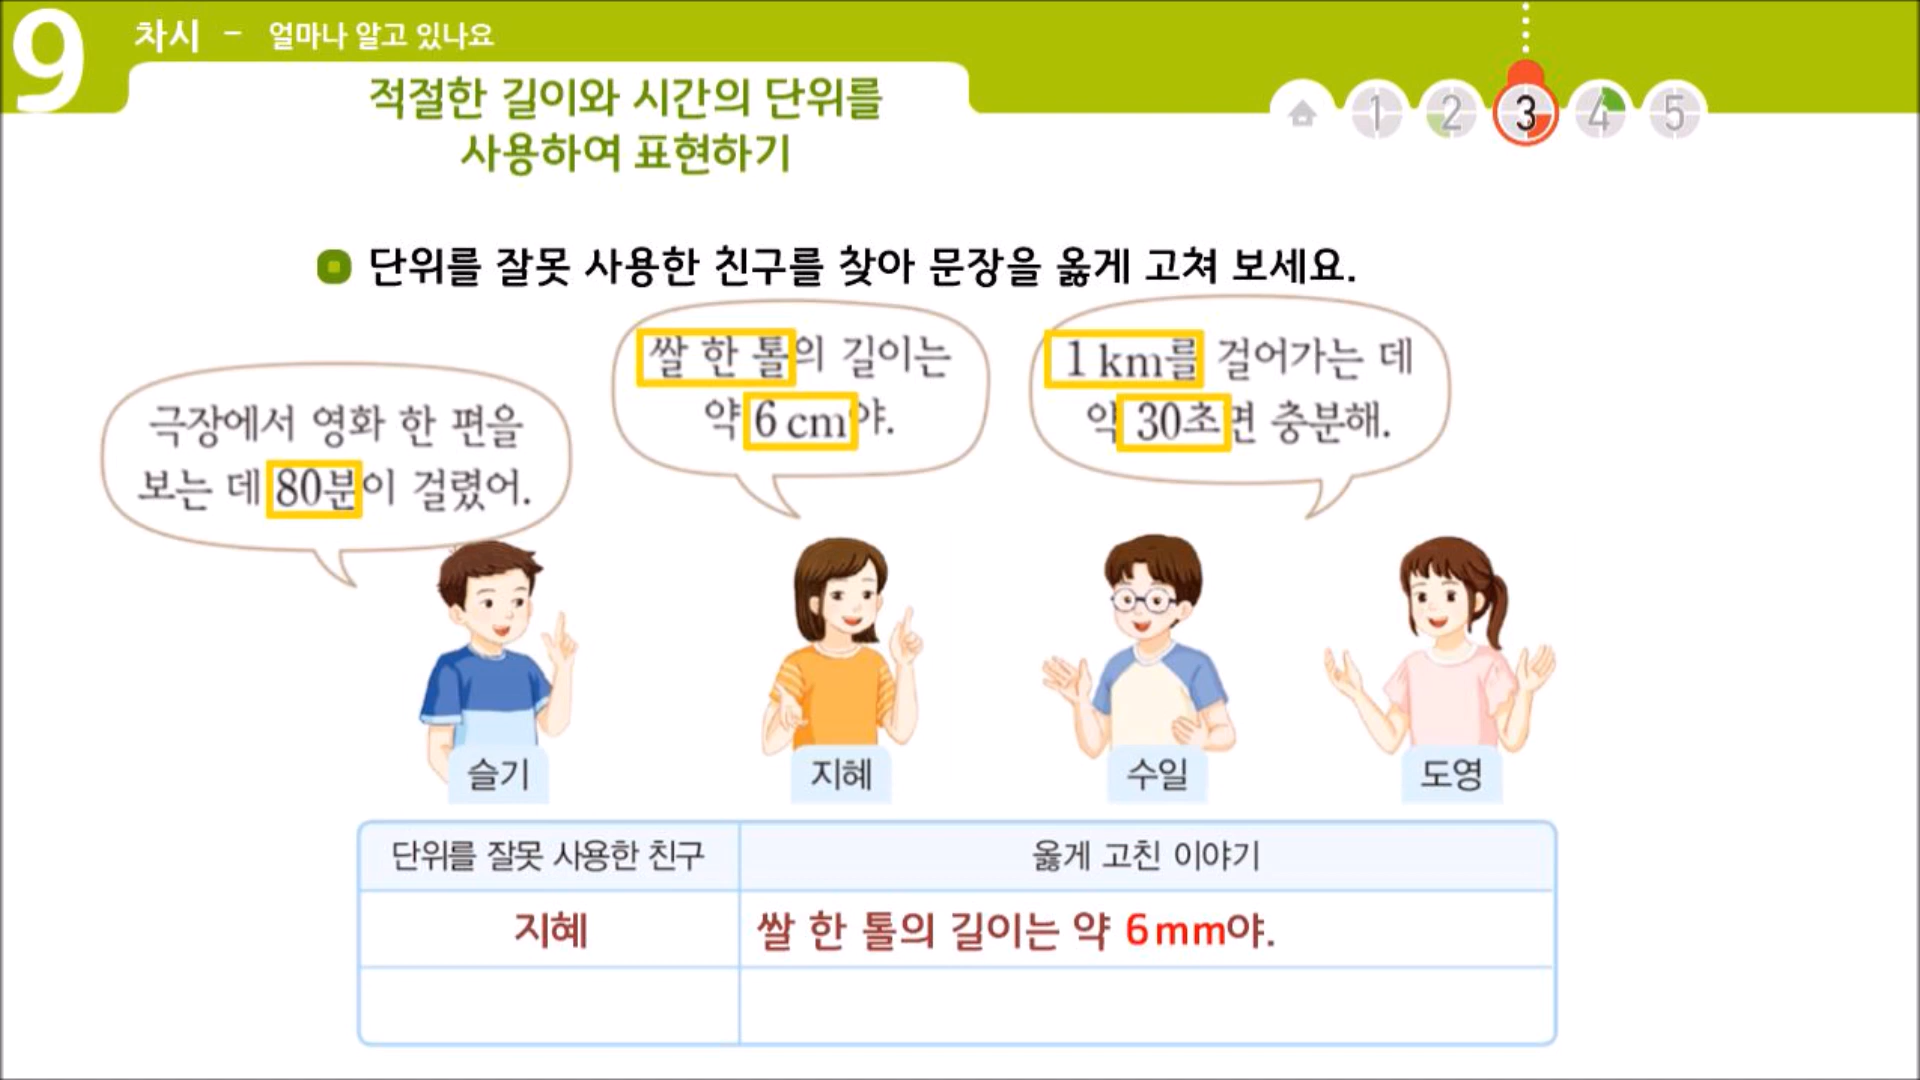 9
차시 - 얼마나 알고 있나요
적절한 길이와 시간의 단위를
사용하여 표현하기
1 2 3 4 5
단위를 잘못 사용한 친구를 찾아 문장을 옳게 고쳐 보세요.
극장에서 영화 한 편을
보는 데 80분이 걸렸어.
쌀 한 톨의 길이는
약 6 cm야.
1 km를 걸어가는 데
약 30초면 충분해.
슬기
지혜
수일
도영
단위를 잘못 사용한 친구
옳게 고친 이야기
지혜
쌀 한 톨의 길이는 약 6mm야.